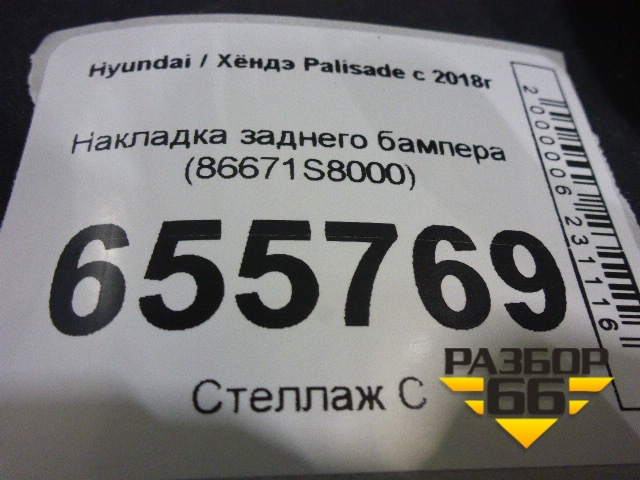 Hyundai / Хёндэ Palisade с 2018г
Накладка заднего бампера
(86671S8000)
655769
Стеллаж С
2000006231116
РАЗБОР
66